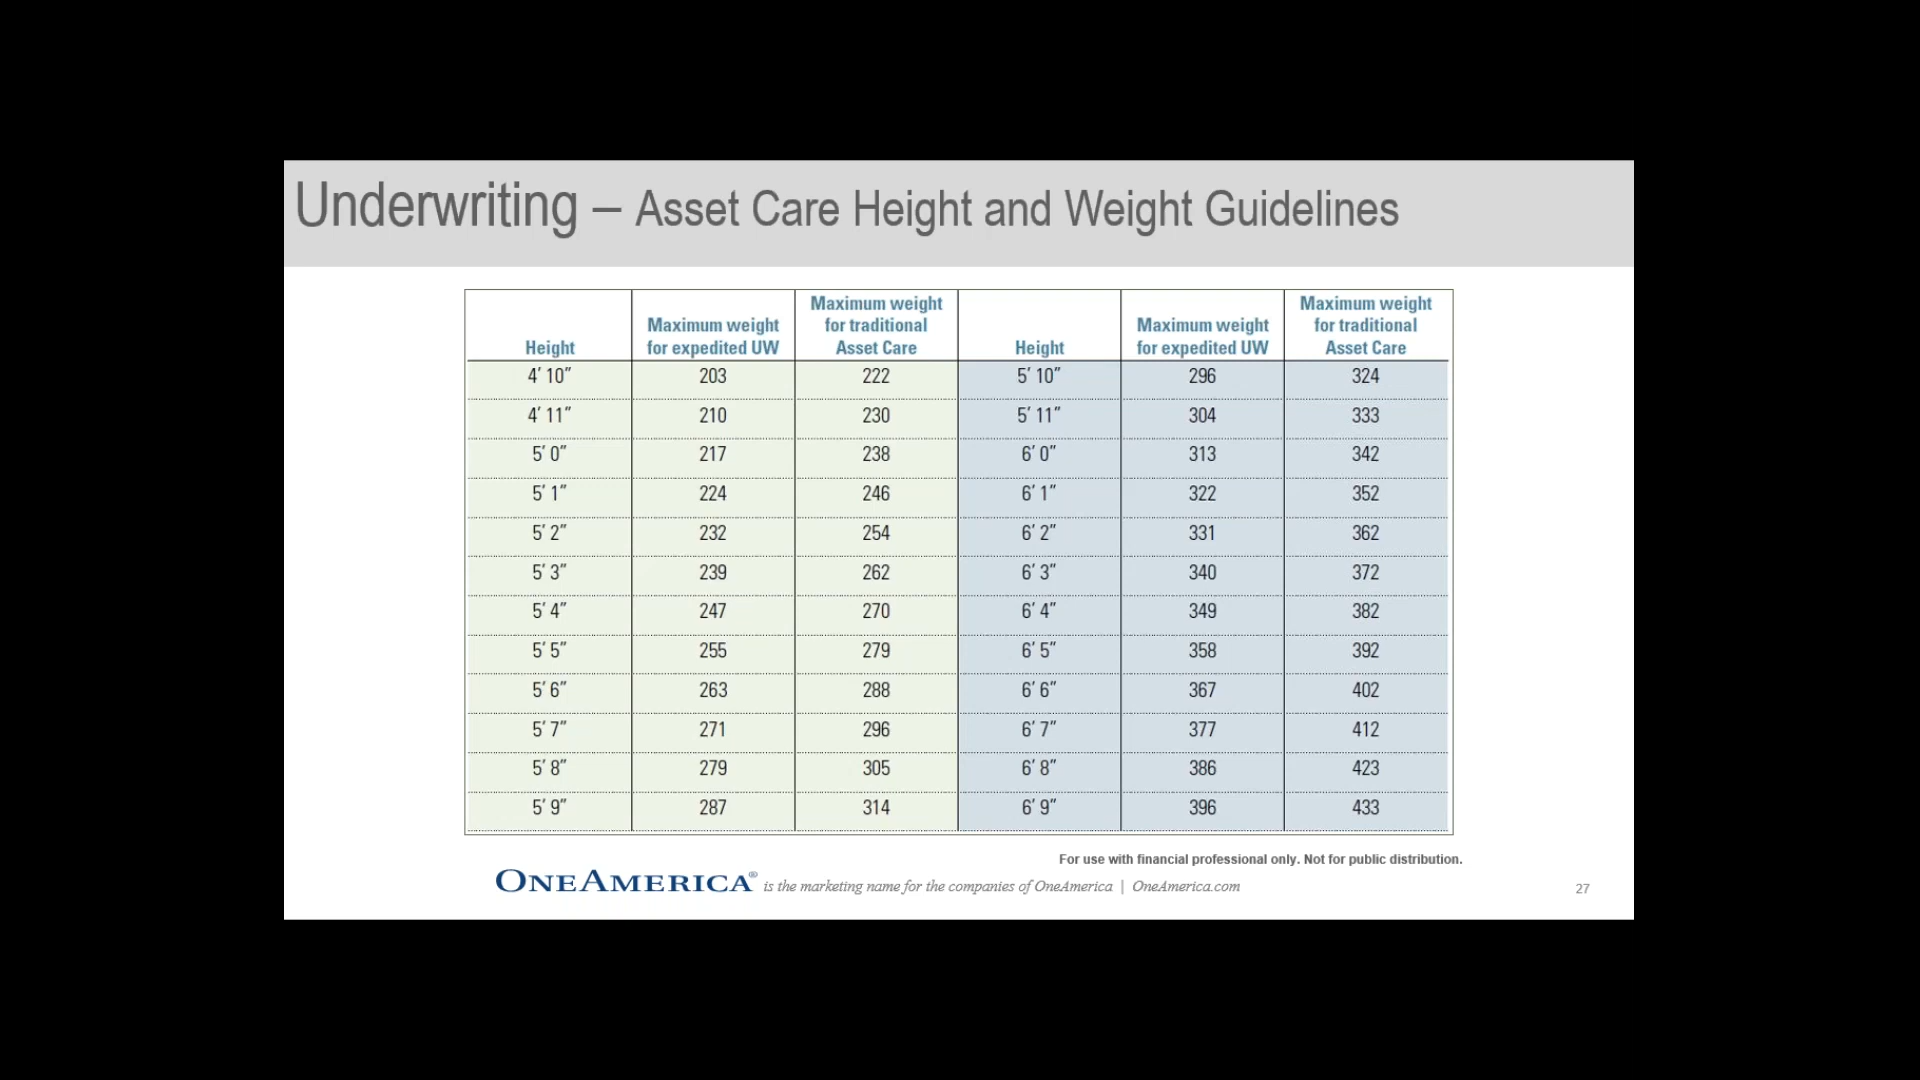 Underwriting – Asset Care Height and Weight Guidelines
Height | Maximum weight for expedited UW | Maximum weight for traditional Asset Care | Height | Maximum weight for expedited UW | Maximum weight for traditional Asset Care
4′ 10″ | 203 | 222 | 5′ 10″ | 296 | 324
4′ 11″ | 210 | 230 | 5′ 11″ | 304 | 333
5′ 0″ | 217 | 238 | 6′ 0″ | 313 | 342
5′ 1″ | 224 | 246 | 6′ 1″ | 322 | 352
5′ 2″ | 232 | 254 | 6′ 2″ | 331 | 362
5′ 3″ | 239 | 262 | 6′ 3″ | 340 | 372
5′ 4″ | 247 | 270 | 6′ 4″ | 349 | 382
5′ 5″ | 255 | 279 | 6′ 5″ | 358 | 392
5′ 6″ | 263 | 288 | 6′ 6″ | 367 | 402
5′ 7″ | 271 | 296 | 6′ 7″ | 377 | 412
5′ 8″ | 279 | 305 | 6′ 8″ | 386 | 423
5′ 9″ | 287 | 314 | 6′ 9″ | 396 | 433
For use with financial professional only. Not for public distribution.
ONEAMERICA® is the marketing name for the companies of OneAmerica | OneAmerica.com
27